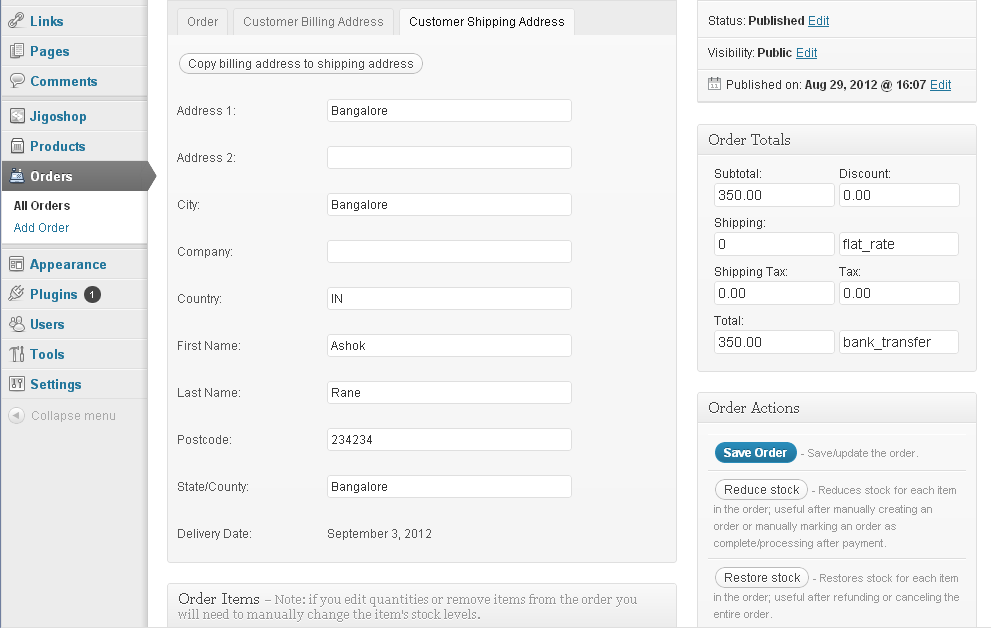 Links
Pages
Comments
Jigoshop
Products
Orders
All Orders
Add Order
Appearance
Plugins 1
Users
Tools
Settings
Collapse menu
Order Customer Billing Address Customer Shipping Address
Copy billing address to shipping address
Address 1: Bangalore
Address 2:
City: Bangalore
Company:
Country: IN
First Name: Ashok
Last Name: Rane
Postcode: 234234
State/County: Bangalore
Delivery Date: September 3, 2012
Order Items – Note: if you edit quantities or remove items from the order you
will need to manually change the item's stock levels.
Status: Published Edit
Visibility: Public Edit
Published on: Aug 29, 2012 @ 16:07 Edit
Order Totals
Subtotal: Discount:
350.00 0.00
Shipping:
0 flat_rate
Shipping Tax: Tax:
0.00 0.00
Total:
350.00 bank_transfer
Order Actions
Save Order - Save/update the order.
Reduce stock - Reduces stock for each item
in the order; useful after manually creating an
order or manually marking an order as
complete/processing after payment.
Restore stock - Restores stock for each item
in the order; useful after refunding or canceling the
entire order.